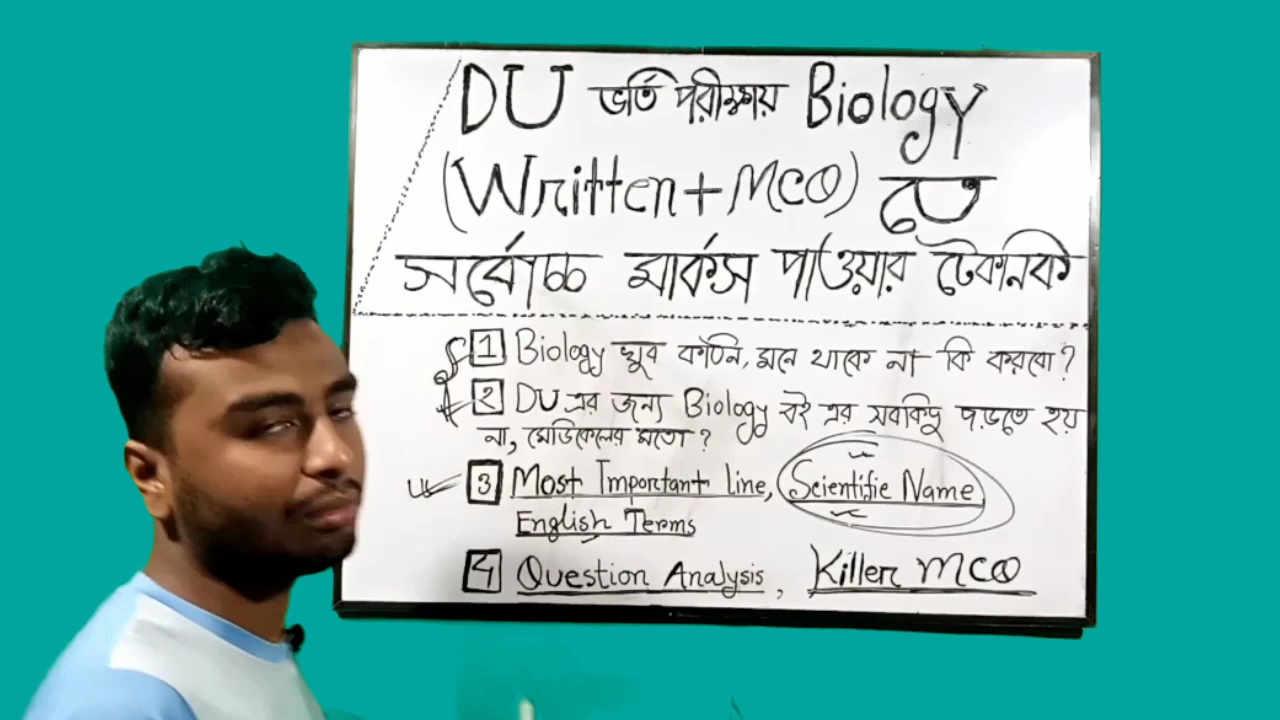 DU ভর্তি পরীক্ষায় Biology
(Written+MCQ) তে
সর্বোচ্চ মার্কস পাওয়ার টেকনিক
1 Biology খুব কঠিন, মনে থাকে না কি করবো?
2 DU এর জন্য Biology বই এর সবকিছু পড়তে হয়
না, মেডিকেলের মতো?
3 Most Important line, Scientific Name
English Terms
4 Question Analysis, Killer MCQ